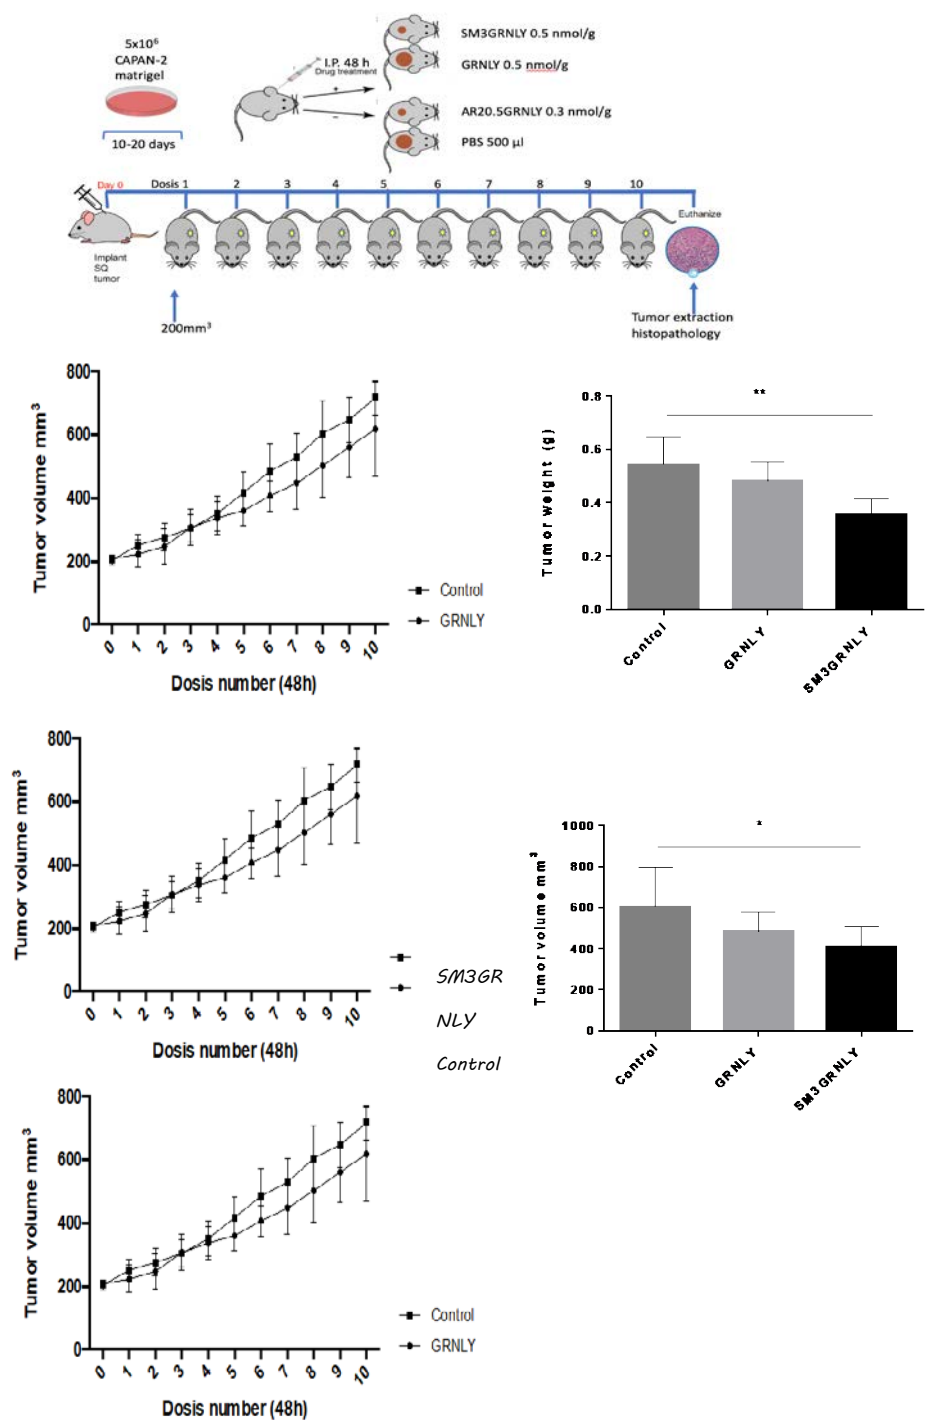 5x10⁶
CAPAN-2
matrigel
10-20 days
I.P. 48 h
Drug treatment
+
−
SM3GRNLY 0.5 nmol/g
GRNLY 0.5 nmol/g
AR20.5GRNLY 0.3 nmol/g
PBS 500 µl
Day 0 Dosis 1 2 3 4 5 6 7 8 9 10
Euthanize
Implant
SQ
tumor
200mm³
Tumor extraction
histopathology
Tumor volume mm³
800
600
400
200
0
0 1 2 3 4 5 6 7 8 9 10
Dosis number (48h)
Control
GRNLY
Tumor weight (g)
0.8
0.6
0.4
0.2
0.0
**
Control
GRNLY
SM3GRNLY
Tumor volume mm³
800
600
400
200
0
0 1 2 3 4 5 6 7 8 9 10
Dosis number (48h)
SM3GR
NLY
Control
Tumor volume mm³
1000
800
600
400
200
0
*
Control
GRNLY
SM3GRNLY
Tumor volume mm³
800
600
400
200
0
0 1 2 3 4 5 6 7 8 9 10
Dosis number (48h)
Control
GRNLY